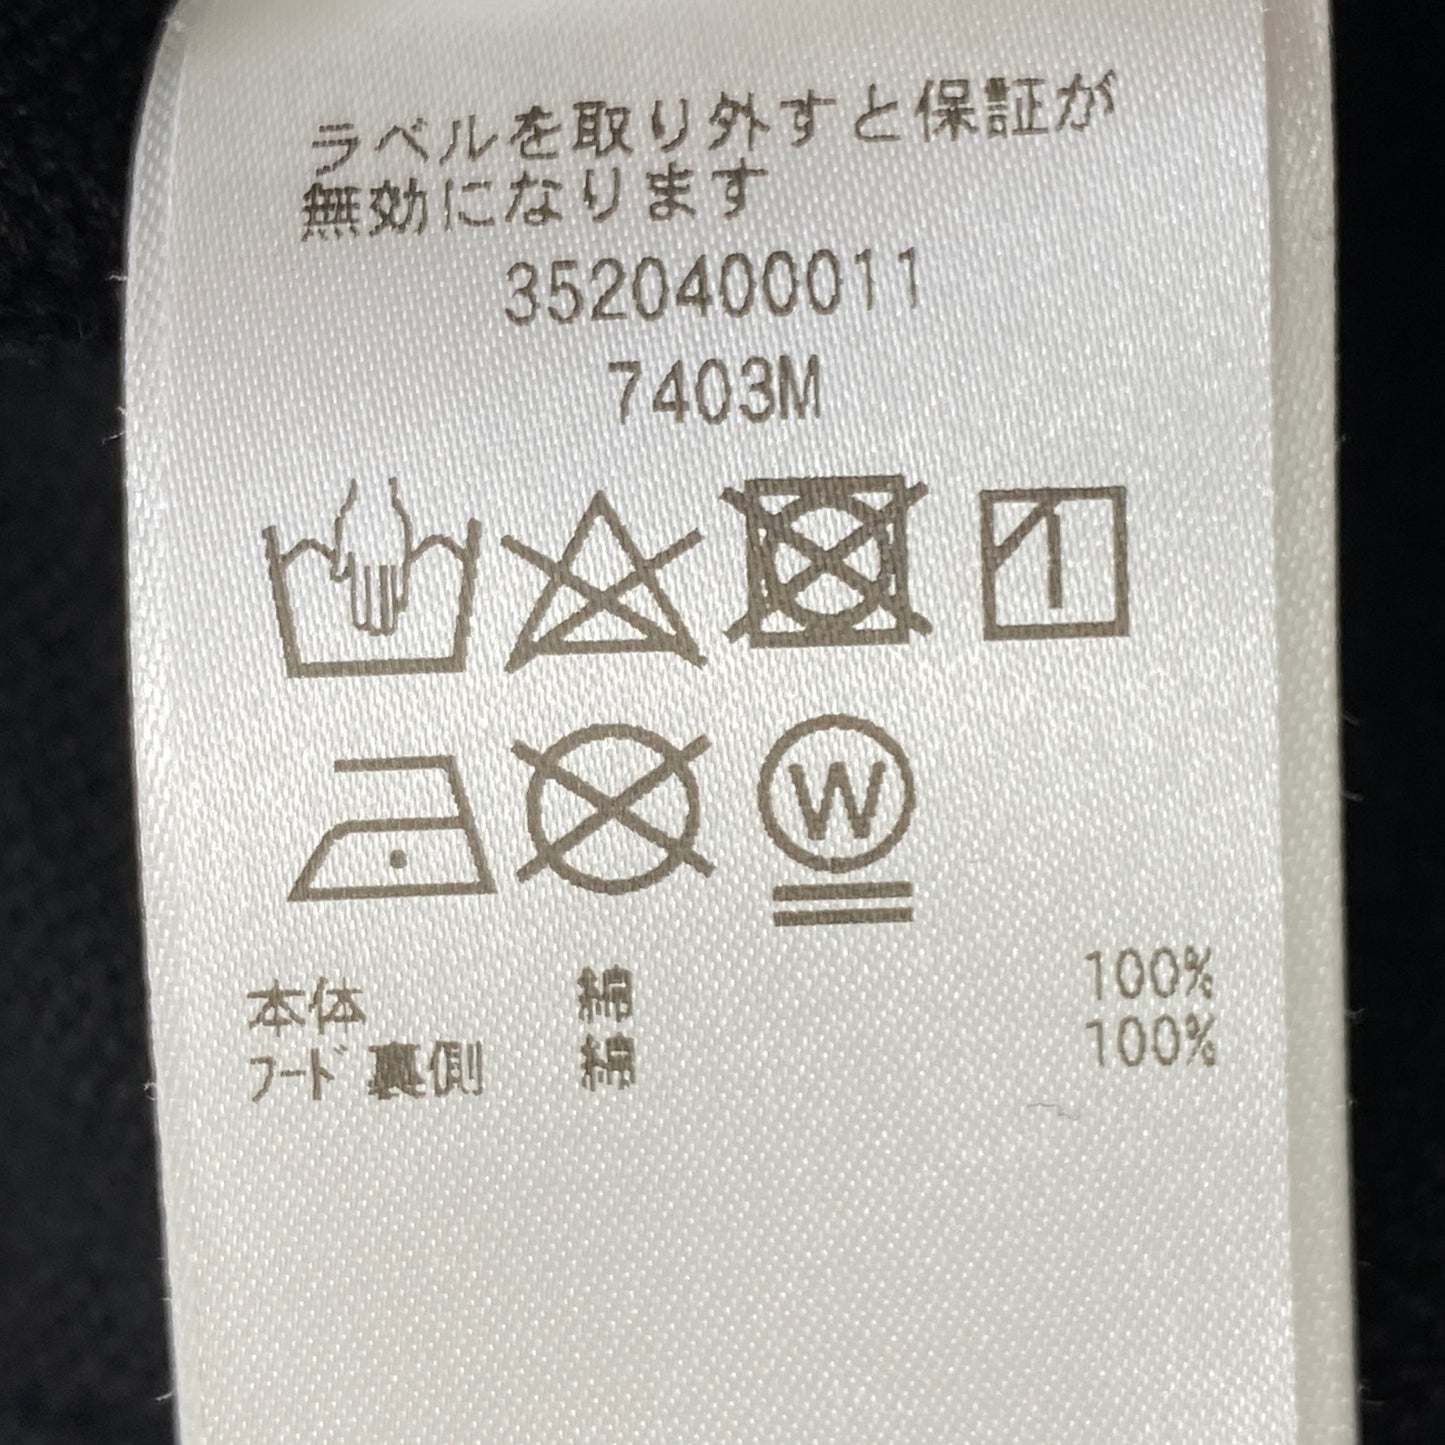 ラベルを取り外すと保証が
無効になります
3520400011
7403M
W
本体 綿 100%
フード 裏側 綿 100%